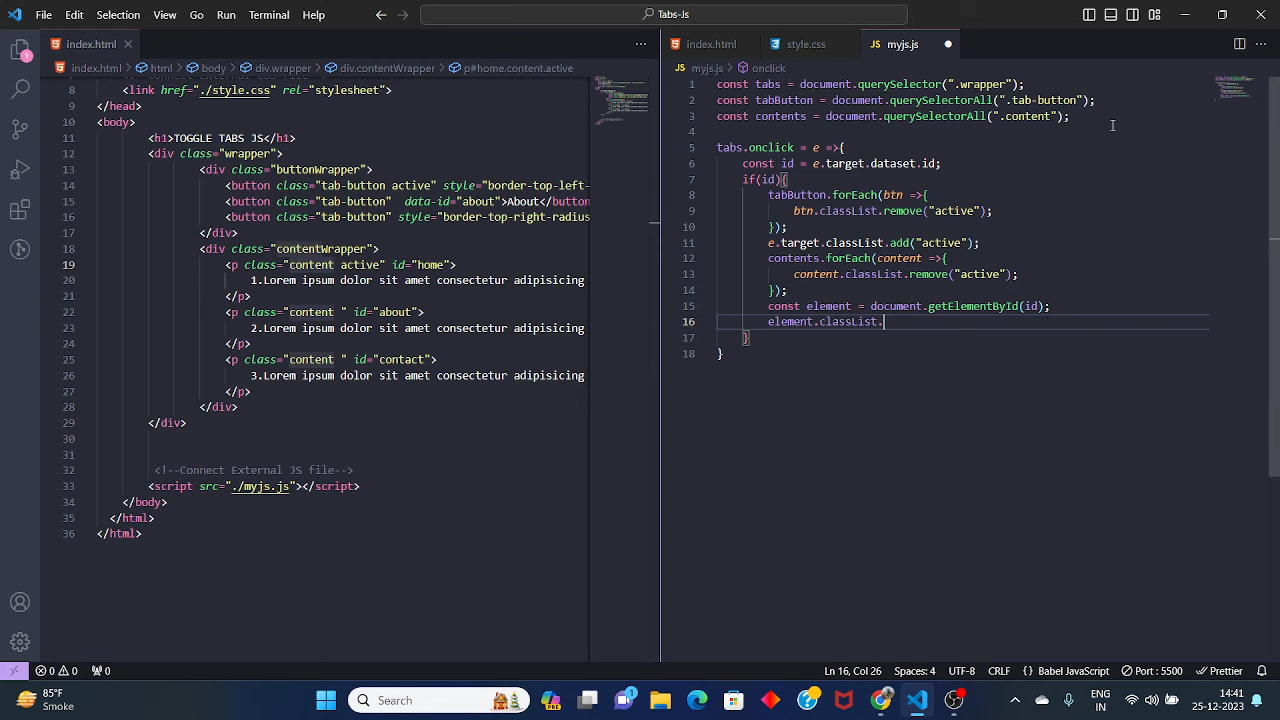 File Edit Selection View Go Run Terminal Help
Tabs-Js
index.html
index.html > html > body > div.wrapper > div.contentWrapper > p#home.content.active
8 <link href="./style.css" rel="stylesheet">
9 </head>
10 <body>
11 <h1>TOGGLE TABS JS</h1>
12 <div class="wrapper">
13 <div class="buttonWrapper">
14 <button class="tab-button active" style="border-top-left-
15 <button class="tab-button"  data-id="about">About</button
16 <button class="tab-button" style="border-top-right-radius
17 </div>
18 <div class="contentWrapper">
19 <p class="content active" id="home">
20 1.Lorem ipsum dolor sit amet consectetur adipisicing
21 </p>
22 <p class="content " id="about">
23 2.Lorem ipsum dolor sit amet consectetur adipisicing
24 </p>
25 <p class="content " id="contact">
26 3.Lorem ipsum dolor sit amet consectetur adipisicing
27 </p>
28 </div>
29 </div>
30
31
32 <!--Connect External JS file-->
33 <script src="./myjs.js"></script>
34 </body>
35 </html>
36 </html>
index.html style.css myjs.js
myjs.js > onclick
1 const tabs = document.querySelector(".wrapper");
2 const tabButton = document.querySelectorAll(".tab-button");
3 const contents = document.querySelectorAll(".content");
4
5 tabs.onclick = e =>{
6 const id = e.target.dataset.id;
7 if(id){
8 tabButton.forEach(btn =>{
9 btn.classList.remove("active");
10 });
11 e.target.classList.add("active");
12 contents.forEach(content =>{
13 content.classList.remove("active");
14 });
15 const element = document.getElementById(id);
16 element.classList.
17 }
18 }
0 0 0 Ln 16, Col 26 Spaces: 4 UTF-8 CRLF {} Babel JavaScript Port : 5500 Prettier
85°F
Smoke
Search
PRE
1
2
ENG
IN
14:41
25-12-2023